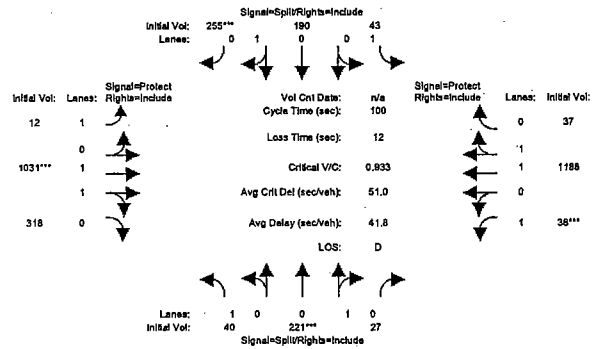 Signal=Split/Rights=Include
Initial Vol: 255*** 190 43
Lanes: 0 1 0 0 1
Signal=Protect
Initial Vol: Lanes: Rights=Include
Vol Cnt Date: n/a
Signal=Protect
Rights=Include Lanes: Initial Vol:
Cycle Time (sec): 100
12 1
0 37
Loss Time (sec): 12
0
1
1031*** 1
Critical V/C: 0.933
1 1188
1
Avg Crit Del (sec/veh): 51.0
0
318 0
Avg Delay (sec/veh): 41.8
1 38***
LOS: D
Lanes: 1 0 0 1 0
Initial Vol: 40 221*** 27
Signal=Split/Rights=Include